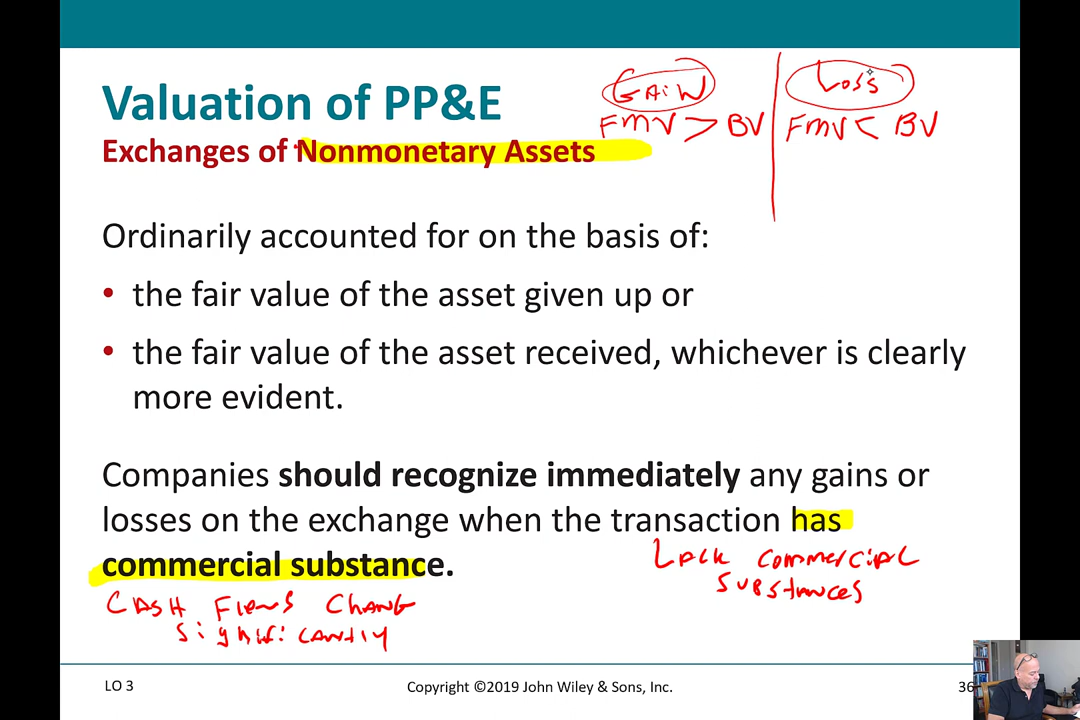 Valuation of PP&E
GAIN
FMV > BV
LOSS
FMV < BV
Exchanges of Nonmonetary Assets
Ordinarily accounted for on the basis of:
• the fair value of the asset given up or
• the fair value of the asset received, whichever is clearly
more evident.
Companies should recognize immediately any gains or
losses on the exchange when the transaction has
commercial substance.
LACK COMMERCIAL
SUBSTANCES
CASH Flows CHANG
Significantly
LO 3
Copyright ©2019 John Wiley & Sons, Inc.
36